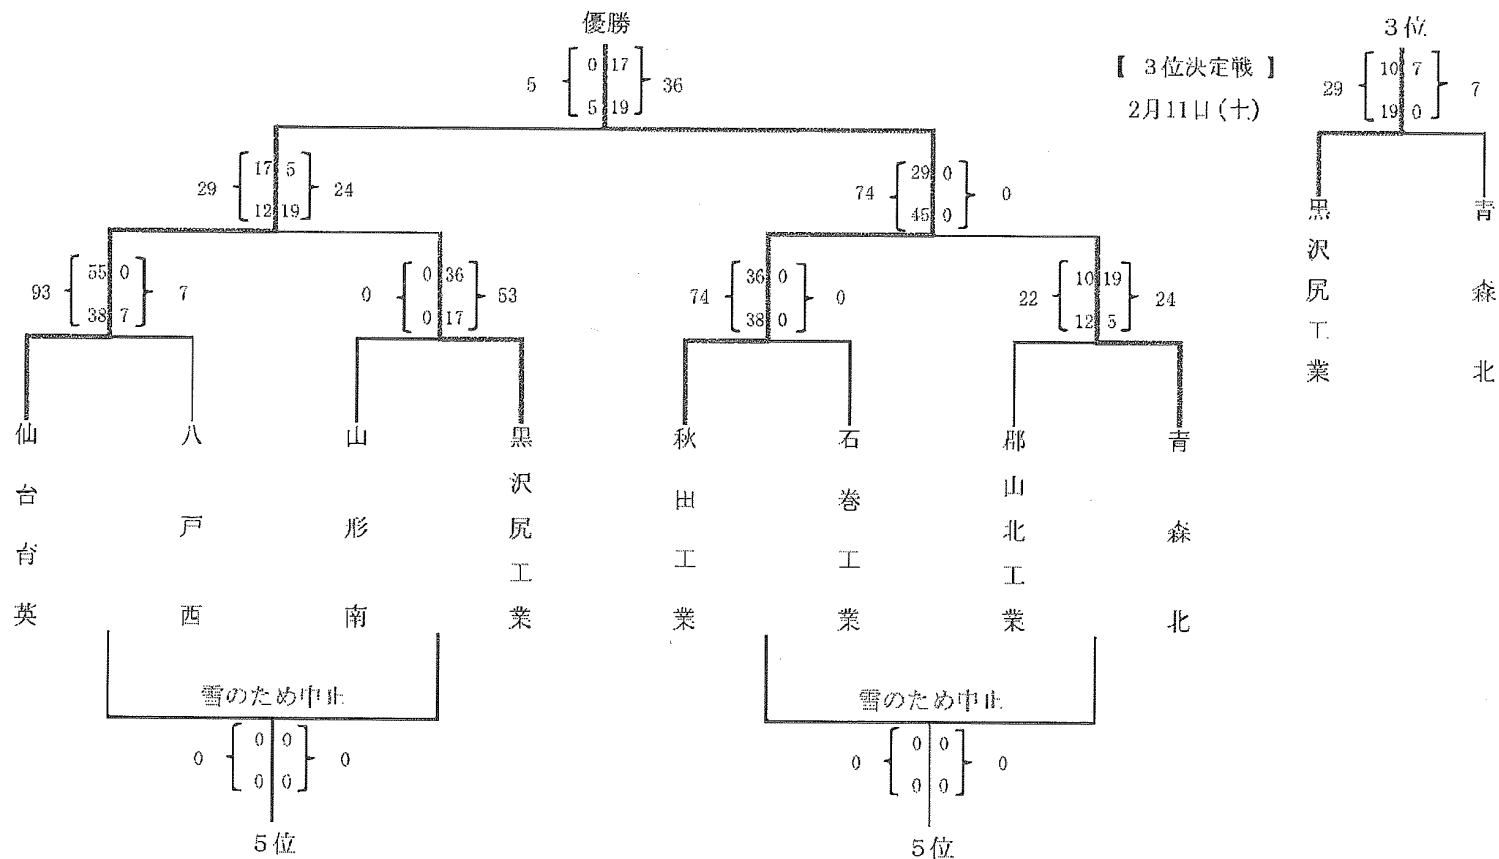 優勝
5 0 17 36
5 19
【 3位決定戦 】
2月11日(土)
3位
29 10 7 7
19 0
黒沢尻工業
青森北
29 17 5 24
12 19
74 29 0 0
45 0
93 55 0 7
38 7
0 0 36 53
0 17
74 36 0 0
38 0
22 10 19 24
12 5
仙台育英
八戸西
山形南
黒沢尻工業
秋田工業
石巻工業
郡山北工業
青森北
雪のため中止
0 0 0 0
0 0
5位
雪のため中止
0 0 0 0
0 0
5位